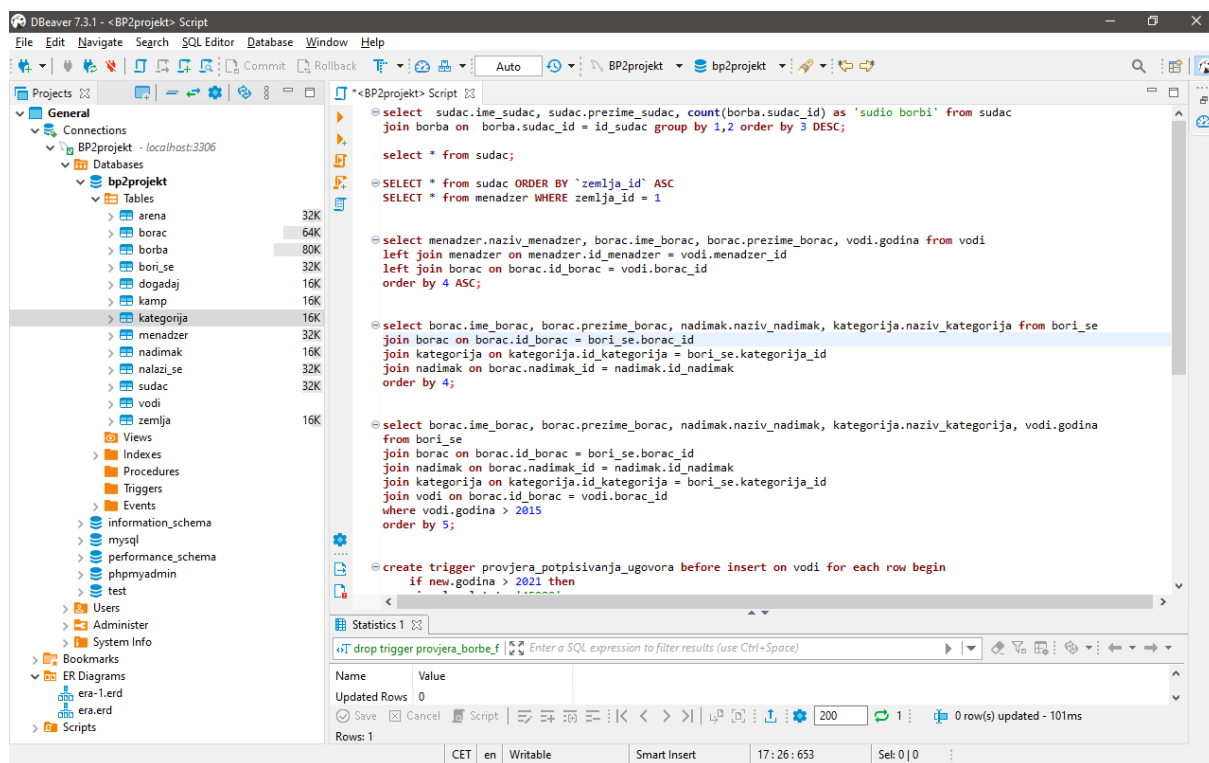 DBeaver 7.3.1 - <BP2projekt> Script
File Edit Navigate Search SQL Editor Database Window Help
Commit Rollback Auto BP2projekt bp2projekt
Projects
General
Connections
BP2projekt - localhost:3306
Databases
bp2projekt
Tables
arena 32K
borac 64K
borba 80K
bori_se 32K
dogadaj 16K
kamp 16K
kategorija 16K
menadzer 32K
nadimak 16K
nalazi_se 32K
sudac 32K
vodi
zemlja 16K
Views
Indexes
Procedures
Triggers
Events
information_schema
mysql
performance_schema
phpmyadmin
test
Users
Administer
System Info
Bookmarks
ER Diagrams
era-1.erd
era.erd
Scripts
*<BP2projekt> Script
select sudac.ime_sudac, sudac.prezime_sudac, count(borba.sudac_id) as 'sudio borbi' from sudac
join borba on borba.sudac_id = id_sudac group by 1,2 order by 3 DESC;
select * from sudac;
SELECT * from sudac ORDER BY `zemlja_id` ASC
SELECT * from menadzer WHERE zemlja_id = 1
select menadzer.naziv_menadzer, borac.ime_borac, borac.prezime_borac, vodi.godina from vodi
left join menadzer on menadzer.id_menadzer = vodi.menadzer_id
left join borac on borac.id_borac = vodi.borac_id
order by 4 ASC;
select borac.ime_borac, borac.prezime_borac, nadimak.naziv_nadimak, kategorija.naziv_kategorija from bori_se
join borac on borac.id_borac = bori_se.borac_id
join kategorija on kategorija.id_kategorija = bori_se.kategorija_id
join nadimak on borac.nadimak_id = nadimak.id_nadimak
order by 4;
select borac.ime_borac, borac.prezime_borac, nadimak.naziv_nadimak, kategorija.naziv_kategorija, vodi.godina
from bori_se
join borac on borac.id_borac = bori_se.borac_id
join nadimak on borac.nadimak_id = nadimak.id_nadimak
join kategorija on kategorija.id_kategorija = bori_se.kategorija_id
join vodi on borac.id_borac = vodi.borac_id
where vodi.godina > 2015
order by 5;
create trigger provjera_potpisivanja_ugovora before insert on vodi for each row begin
if new.godina > 2021 then
Statistics 1
drop trigger provjera_borbe_f Enter a SQL expression to filter results (use Ctrl+Space)
Name Value
Updated Rows 0
Save Cancel Script 200 1 0 row(s) updated - 101ms
Rows: 1
CET en Writable Smart Insert 17 : 26 : 653 Sel: 0 | 0